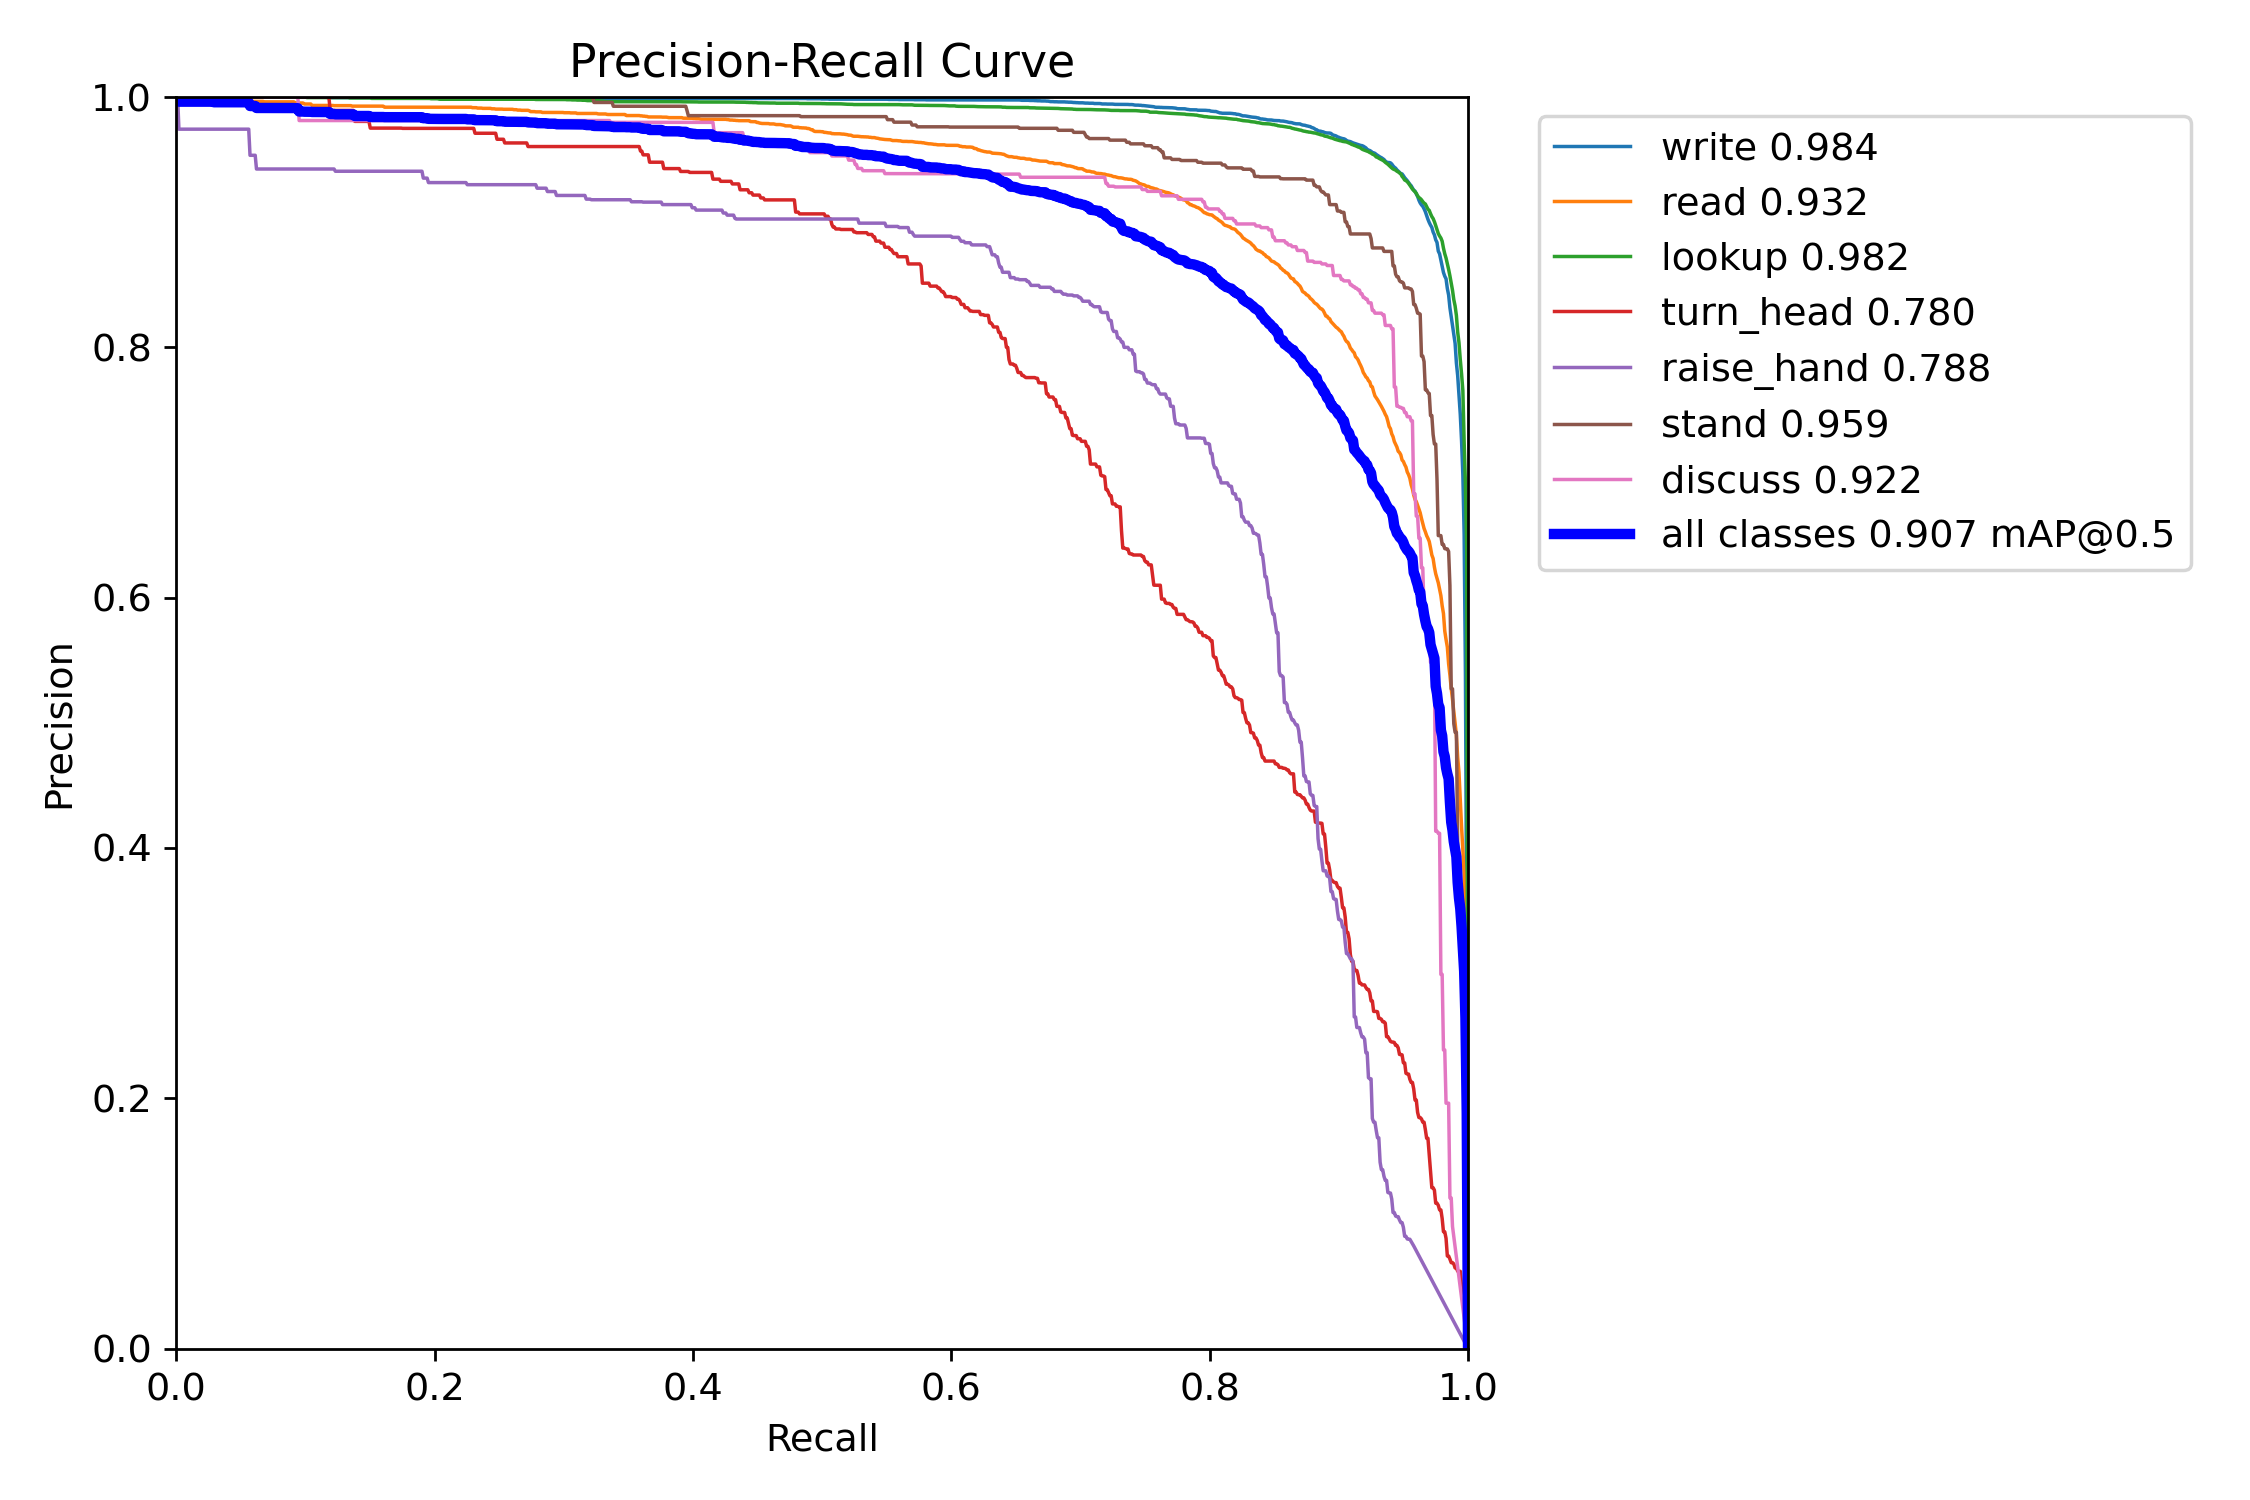 Precision-Recall Curve
1.0
0.8
0.6
0.4
0.2
0.0
Precision
0.0 0.2 0.4 0.6 0.8 1.0
Recall
write 0.984
read 0.932
lookup 0.982
turn_head 0.780
raise_hand 0.788
stand 0.959
discuss 0.922
all classes 0.907 mAP@0.5